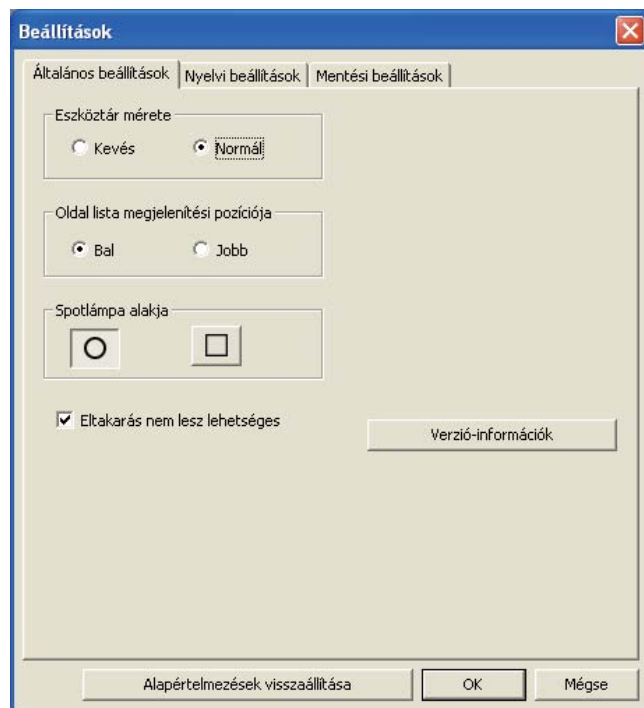 Beállítások
Általános beállítások Nyelvi beállítások Mentési beállítások
Eszköztár mérete
Kevés Normál
Oldal lista megjelenítési pozíciója
Bal Jobb
Spotlámpa alakja
Eltakarás nem lesz lehetséges
Verzió-információk
Alapértelmezések visszaállítása OK Mégse